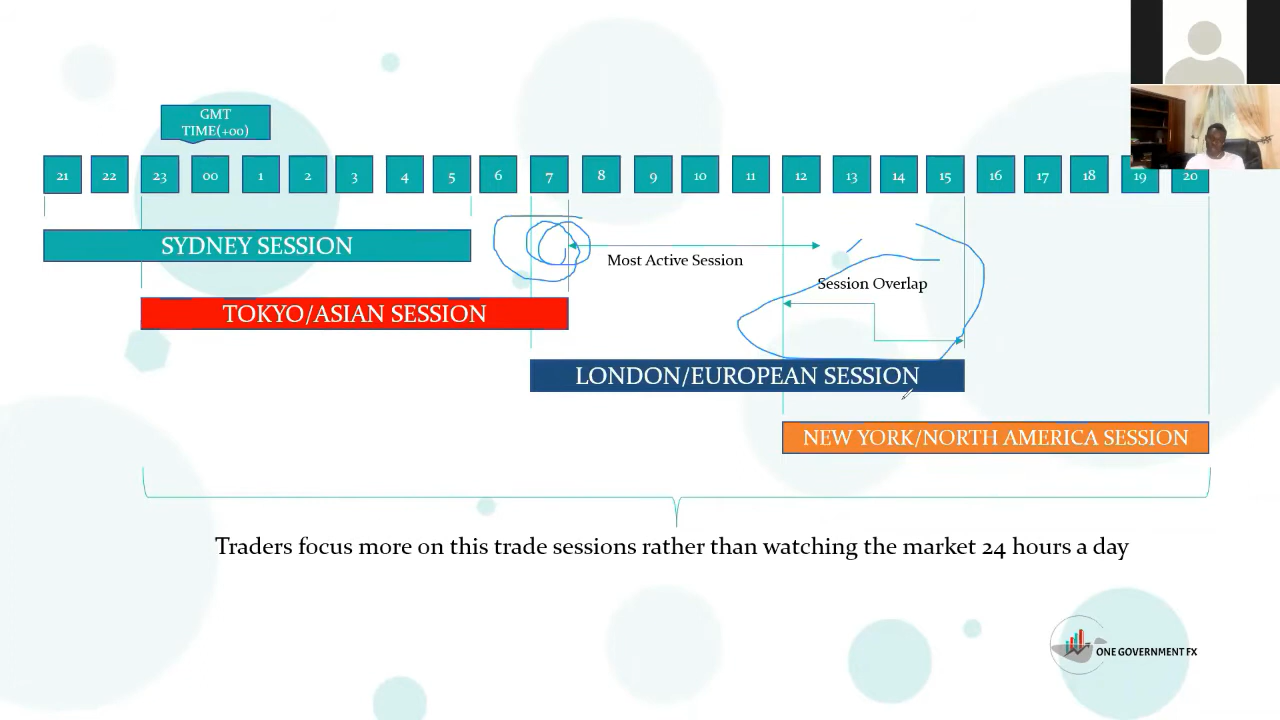 GMT
TIME(+00)
21 22 23 00 1 2 3 4 5 6 7 8 9 10 11 12 13 14 15 16 17 18 19 20
SYDNEY SESSION
Most Active Session
Session Overlap
TOKYO/ASIAN SESSION
LONDON/EUROPEAN SESSION
NEW YORK/NORTH AMERICA SESSION
Traders focus more on this trade sessions rather than watching the market 24 hours a day
ONE GOVERNMENT FX